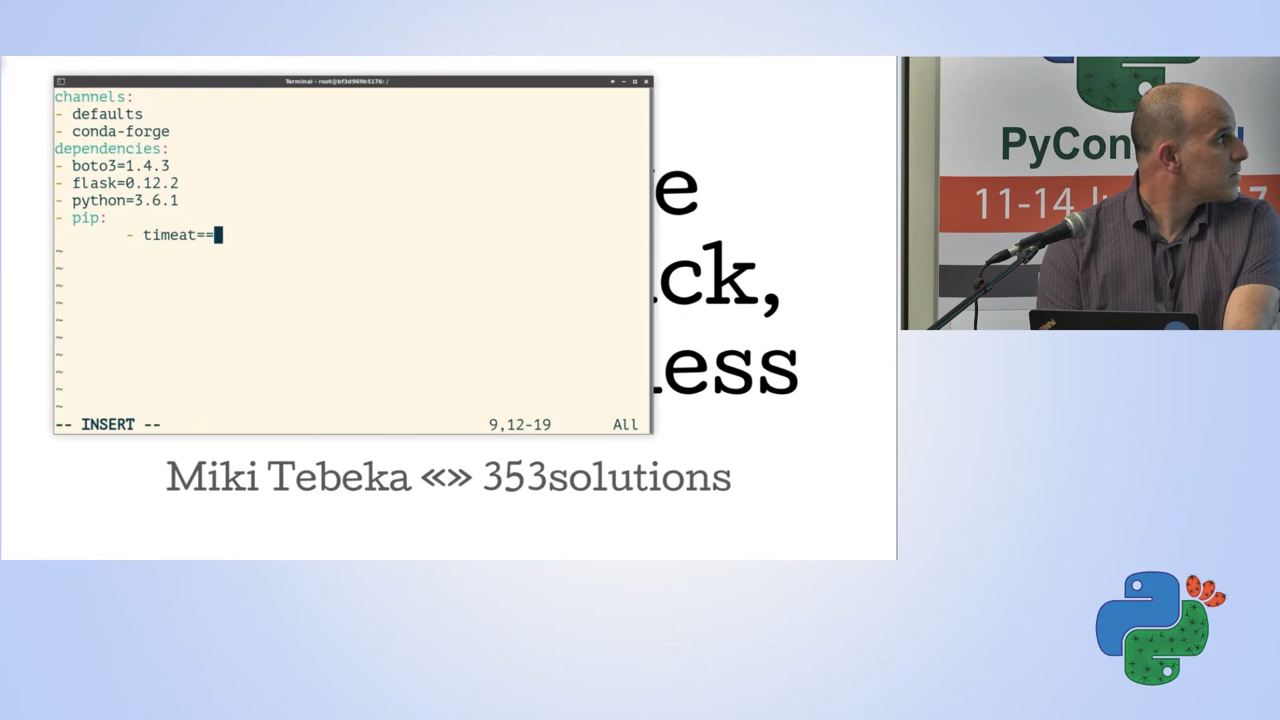 Terminal - root@bf3d969b5176: /
channels:
- defaults
- conda-forge
dependencies:
- boto3=1.4.3
- flask=0.12.2
- python=3.6.1
- pip:
- timeat==
~
~
~
~
~
~
~
~
~
~
-- INSERT -- 9,12-19 All
e
ck,
ess
Miki Tebeka «» 353solutions
PyCon
11-14 J 17